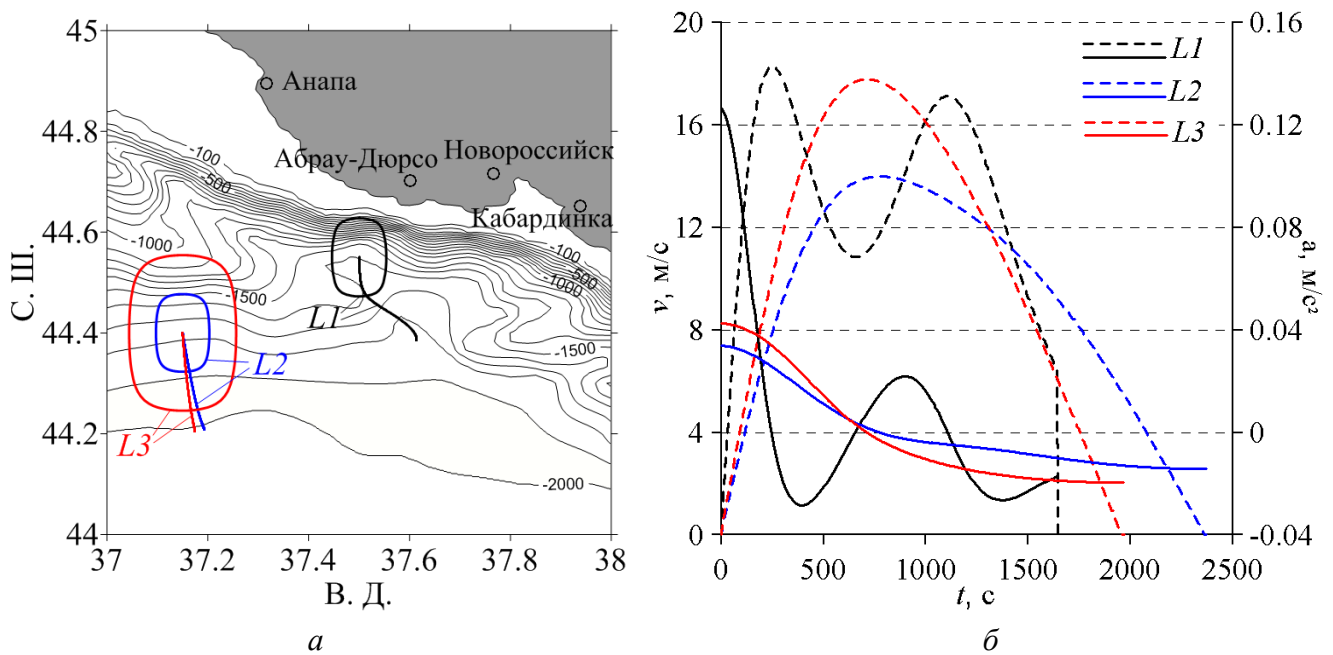 45
44.8
44.6
44.4
44.2
44
37
37.2
37.4
37.6
37.8
38
С. Ш.
В. Д.
Анапа
Абрау-Дюрсо
Новороссийск
Кабардинка
-100
-500
-1000
-1500
-100
-500
-1000
-1500
-2000
L1
L2
L3
а
20
16
12
8
4
0
v, м/с
0.16
0.12
0.08
0.04
0
-0.04
а, м/с²
0
500
1000
1500
2000
2500
t, с
L1
L2
L3
б